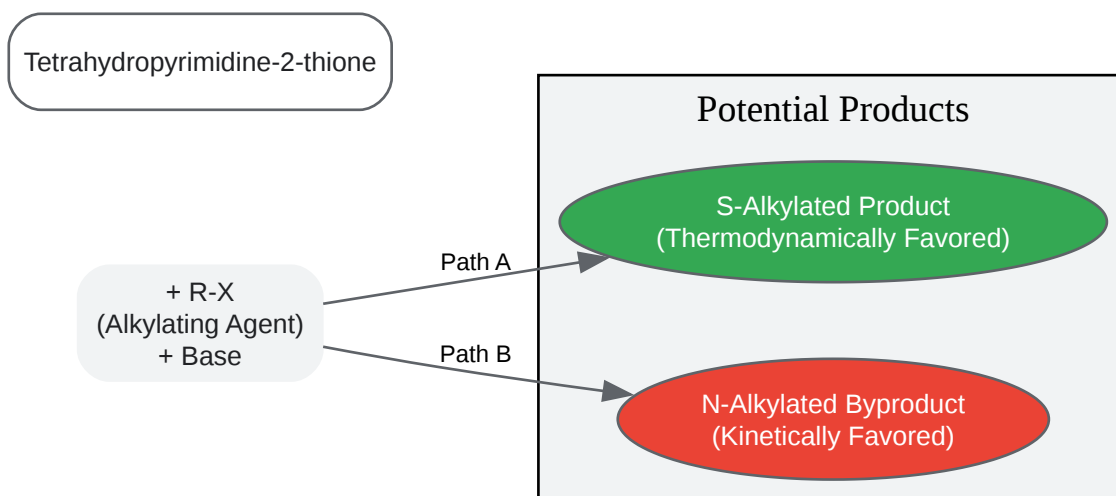 Tetrahydropyrimidine-2-thione
Potential Products
S-Alkylated Product
(Thermodynamically Favored)
Path A
+ R-X
(Alkylating Agent)
+ Base
Path B
N-Alkylated Byproduct
(Kinetically Favored)